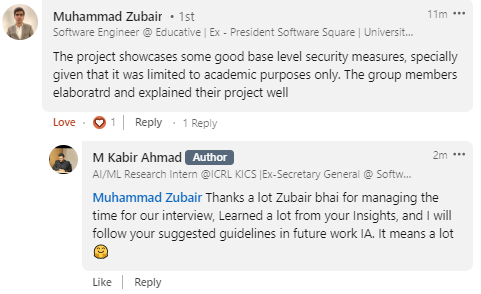 Muhammad Zubair • 1st
11m •••
Software Engineer @ Educative | Ex - President Software Square | Universit...
The project showcases some good base level security measures, specially
given that it was limited to academic purposes only. The group members
elaboratrd and explained their project well
Love · 1 | Reply · 1 Reply
M Kabir Ahmad Author
2m •••
AI/ML Research Intern @ICRL KICS |Ex-Secretary General @ Softw...
Muhammad Zubair Thanks a lot Zubair bhai for managing the
time for our interview, Learned a lot from your Insights, and I will
follow your suggested guidelines in future work IA. It means a lot
🤗
Like | Reply